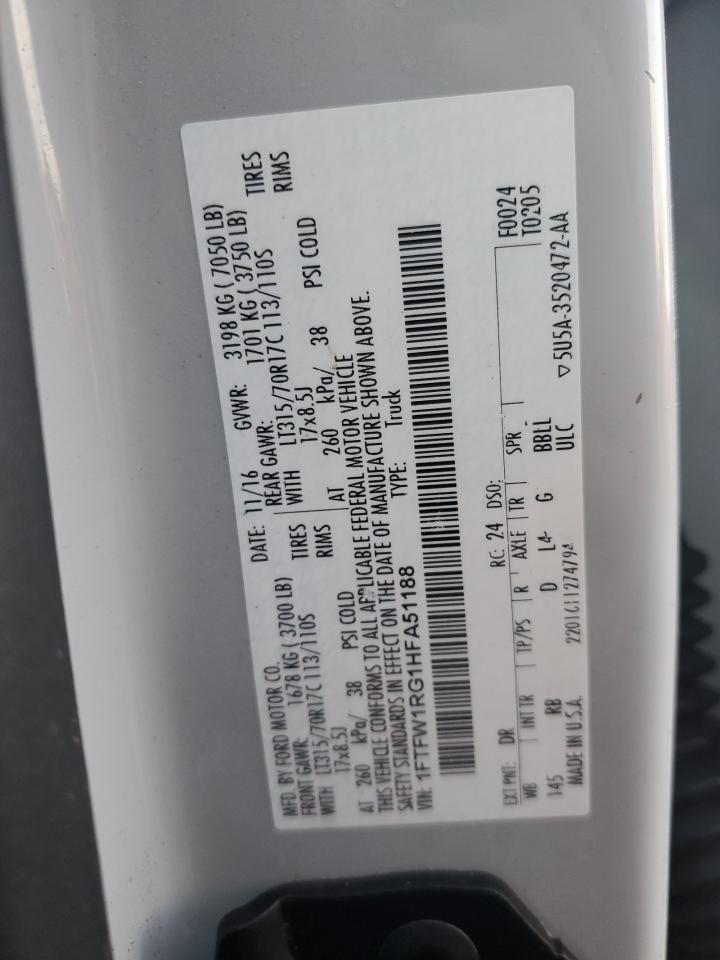 MFD. BY FORD MOTOR CO.
DATE: 11/16 GVWR: 3198 KG ( 7050 LB)
FRONT GAWR: 1678 KG ( 3700 LB) REAR GAWR: 1701 KG ( 3750 LB)
WITH LT315/70R17C 113/110S TIRES WITH LT315/70R17C 113/110S TIRES
17x8.5J RIMS 17x8.5J RIMS
AT 260 kPa/ 38 PSI COLD AT 260 kPa/ 38 PSI COLD
THIS VEHICLE CONFORMS TO ALL APPLICABLE FEDERAL MOTOR VEHICLE
SAFETY STANDARDS IN EFFECT ON THE DATE OF MANUFACTURE SHOWN ABOVE.
VIN: 1FTFW1RG1HFA51188 TYPE: Truck
F0024
EXT PNT: DR RC: 24 DSO: T0205
WB INT TR TP/PS R AXLE TR SPR
145 RB D L4 G BBLL
ULC
MADE IN U.S.A. ▽5U5A-3520472-AA